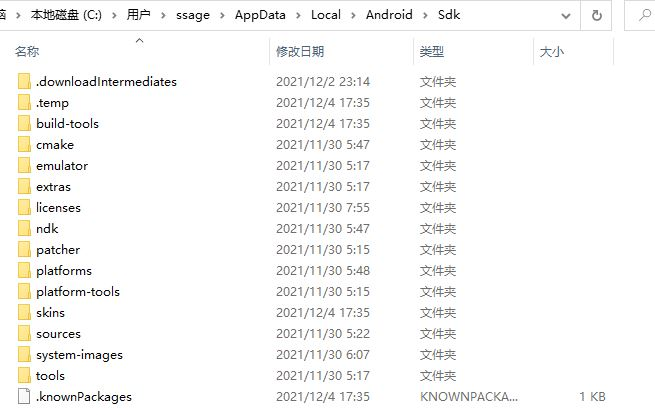 本地磁盘 (C:) > 用户 > ssage > AppData > Local > Android > Sdk
名称 修改日期 类型 大小
.downloadIntermediates 2021/12/2 23:14 文件夹
.temp 2021/12/4 17:35 文件夹
build-tools 2021/12/4 17:35 文件夹
cmake 2021/11/30 5:47 文件夹
emulator 2021/11/30 5:17 文件夹
extras 2021/11/30 5:17 文件夹
licenses 2021/11/30 7:55 文件夹
ndk 2021/11/30 5:47 文件夹
patcher 2021/11/30 5:15 文件夹
platforms 2021/11/30 5:48 文件夹
platform-tools 2021/11/30 5:15 文件夹
skins 2021/12/4 17:35 文件夹
sources 2021/11/30 5:22 文件夹
system-images 2021/11/30 6:07 文件夹
tools 2021/11/30 5:17 文件夹
.knownPackages 2021/12/4 17:35 KNOWNPACKA... 1 KB